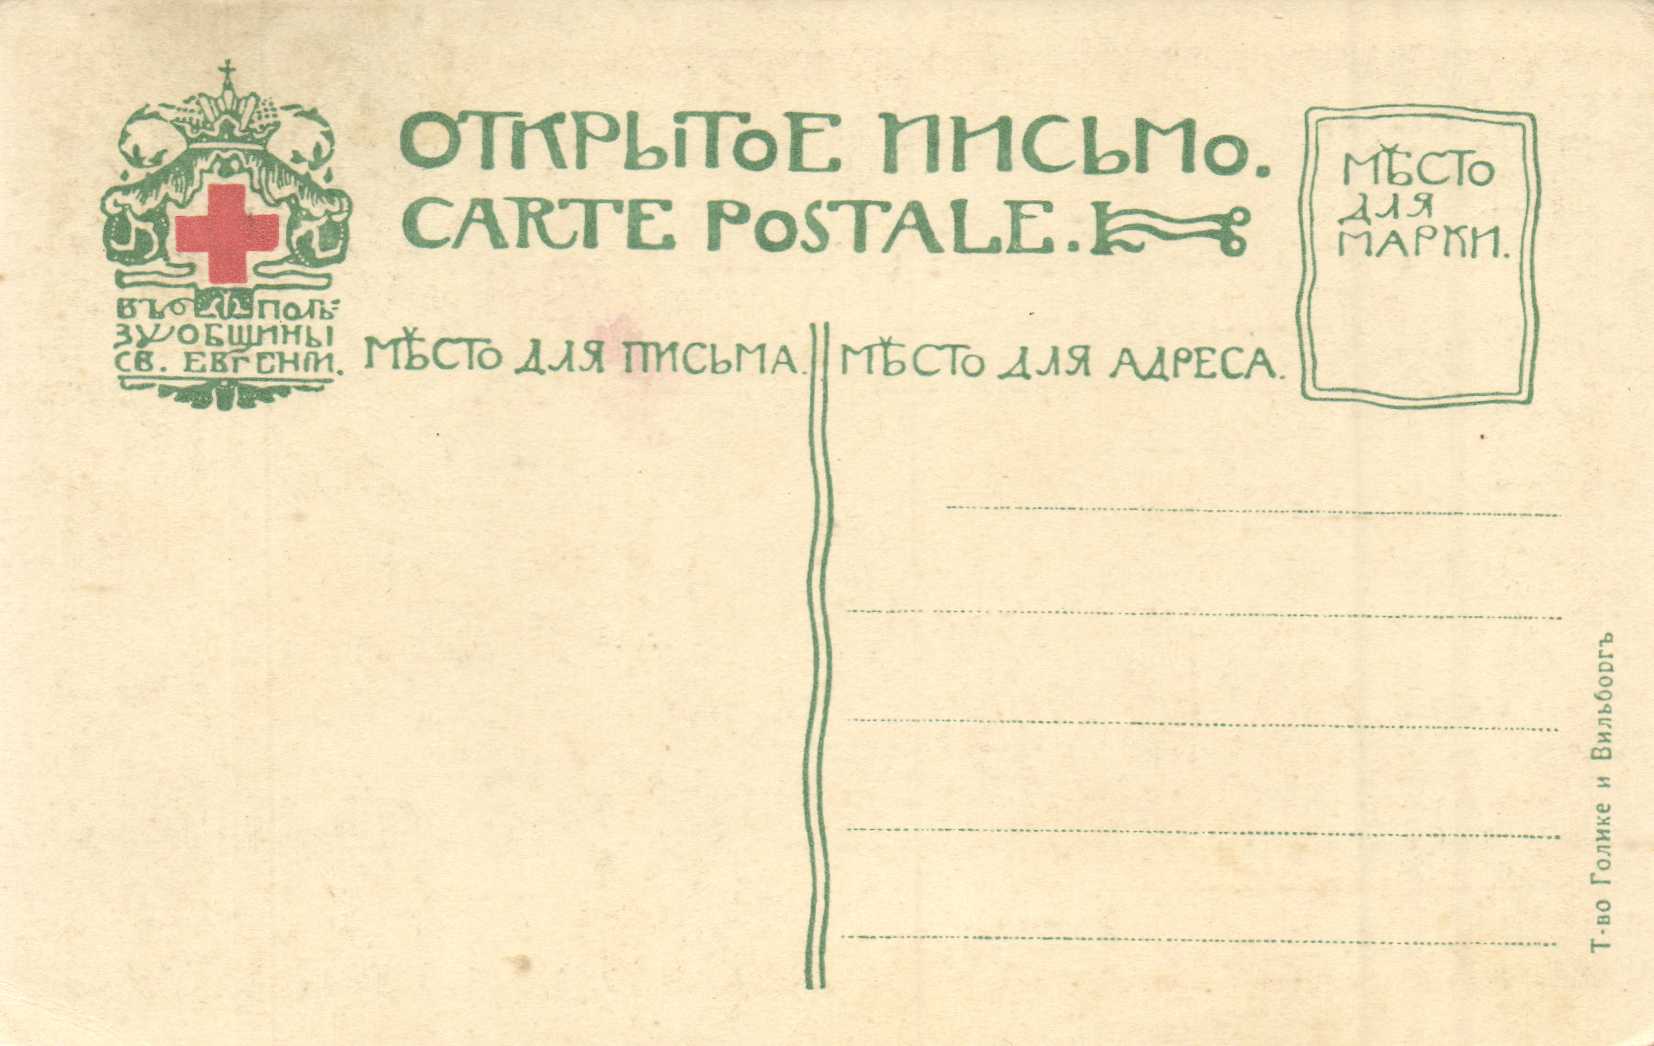 ОТКРЫТОЕ ПИСЬМО.
CARTE POSTALE.
ВЪ ПОЛЬ=
ЗУ ОБЩИНЫ
СВ. ЕВГЕНІИ.
МѢСТО ДЛЯ ПИСЬМА.
МѢСТО ДЛЯ АДРЕСА.
МѢСТО
ДЛЯ
МАРКИ.
Т-во Голике и Вильборгъ